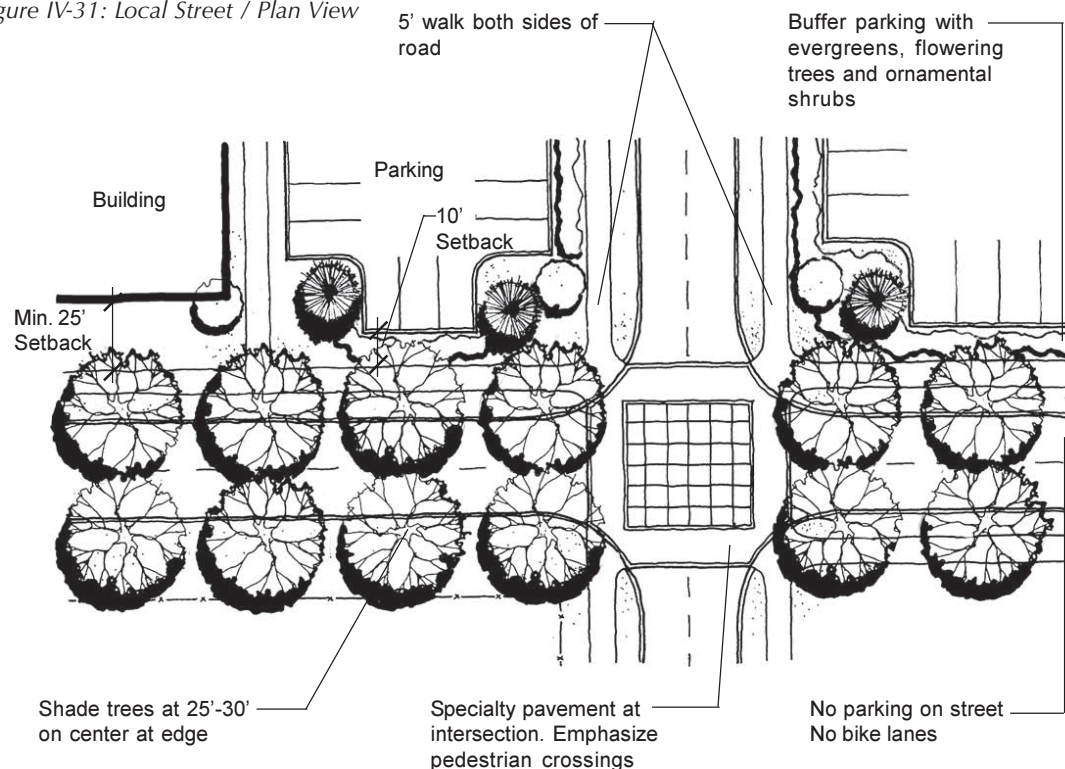 gure IV-31: Local Street / Plan View
5’ walk both sides of
road
Buffer parking with
evergreens, flowering
trees and ornamental
shrubs
Building
Parking
10’
Setback
Min. 25’
Setback
Shade trees at 25’-30’
on center at edge
Specialty pavement at
intersection. Emphasize
pedestrian crossings
No parking on street
No bike lanes